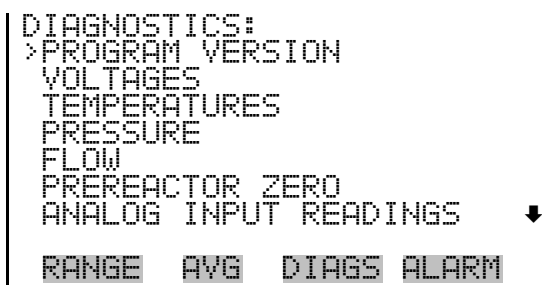 DIAGNOSTICS:
>PROGRAM VERSION
VOLTAGES
TEMPERATURES
PRESSURE
FLOW
PREREACTOR ZERO
ANALOG INPUT READINGS
RANGE AVG DIAGS ALARM